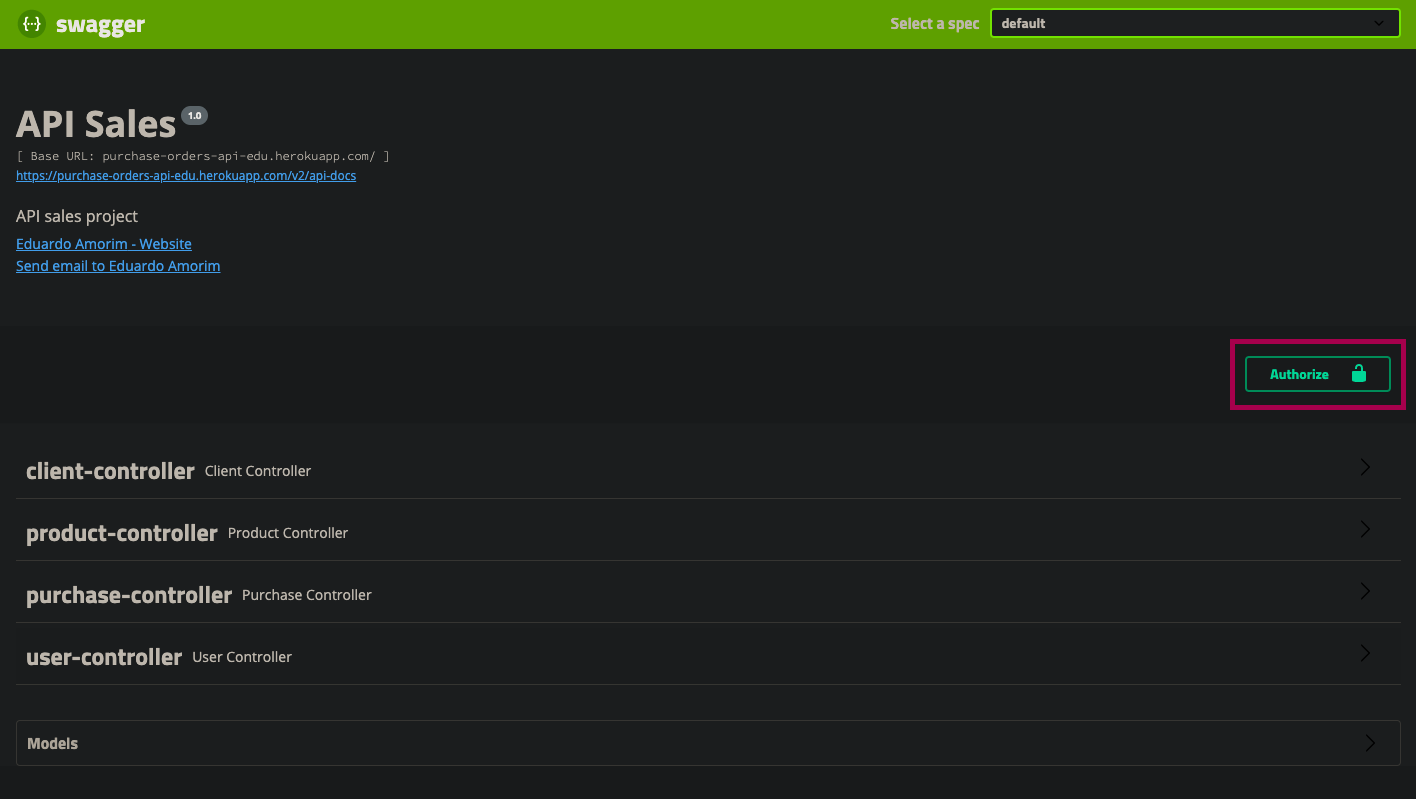 {···} swagger
Select a spec default
API Sales 1.0
[ Base URL: purchase-orders-api-edu.herokuapp.com/ ]
https://purchase-orders-api-edu.herokuapp.com/v2/api-docs
API sales project
Eduardo Amorim - Website
Send email to Eduardo Amorim
Authorize
client-controller Client Controller
product-controller Product Controller
purchase-controller Purchase Controller
user-controller User Controller
Models